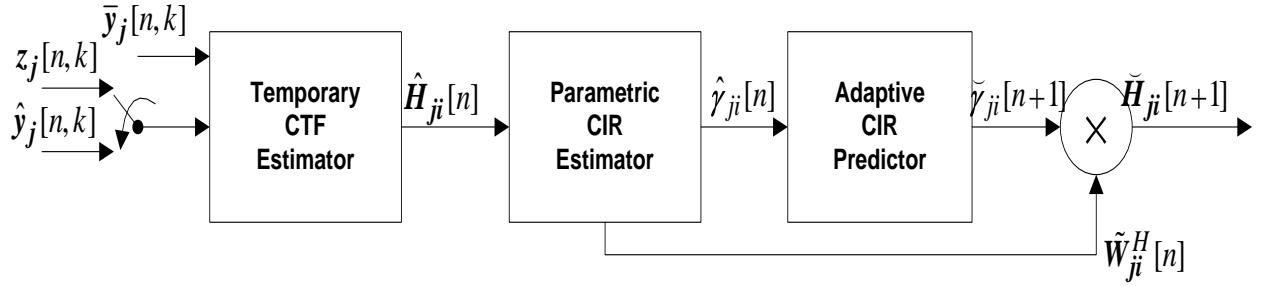 ȳ_j[n,k]
z_j[n,k]
ŷ_j[n,k]
Temporary
CTF
Estimator
Ĥ_ji[n]
Parametric
CIR
Estimator
γ̂_ji[n]
Adaptive
CIR
Predictor
γ̆_ji[n+1]
×
H̆_ji[n+1]
W̃_ji^H[n]